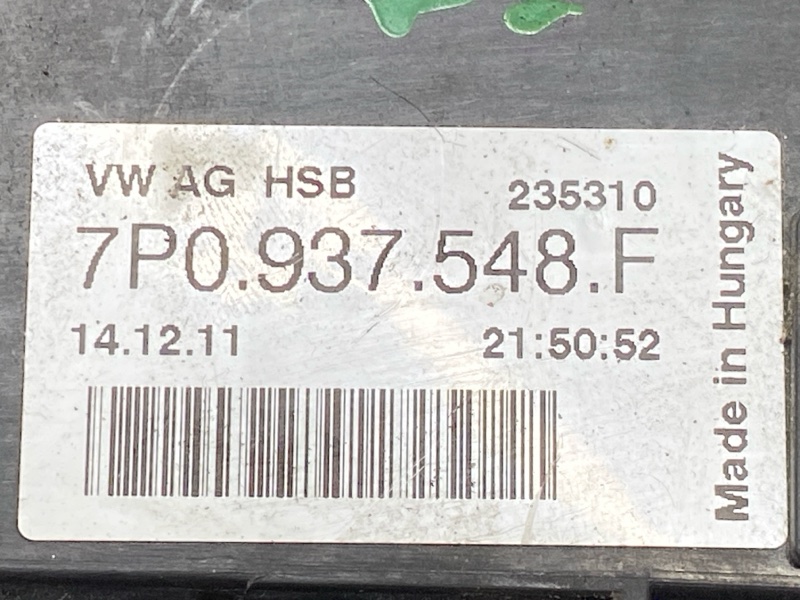 VW AG HSB 235310
7P0.937.548.F
14.12.11 21:50:52
Made in Hungary